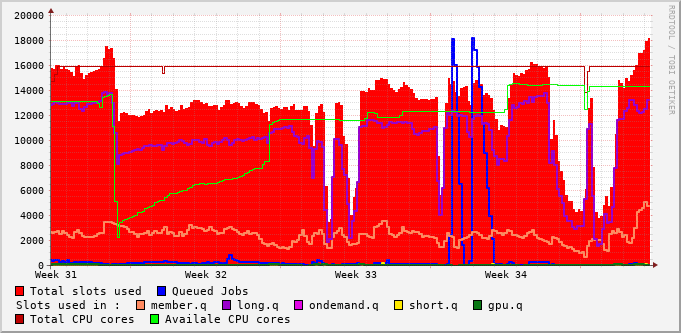 20000
18000
16000
14000
12000
10000
8000
6000
4000
2000
0
Week 31 Week 32 Week 33 Week 34
RRDTOOL / TOBI OETIKER
Total slots used Queued Jobs
Slots used in : member.q long.q ondemand.q short.q gpu.q
Total CPU cores Availale CPU cores